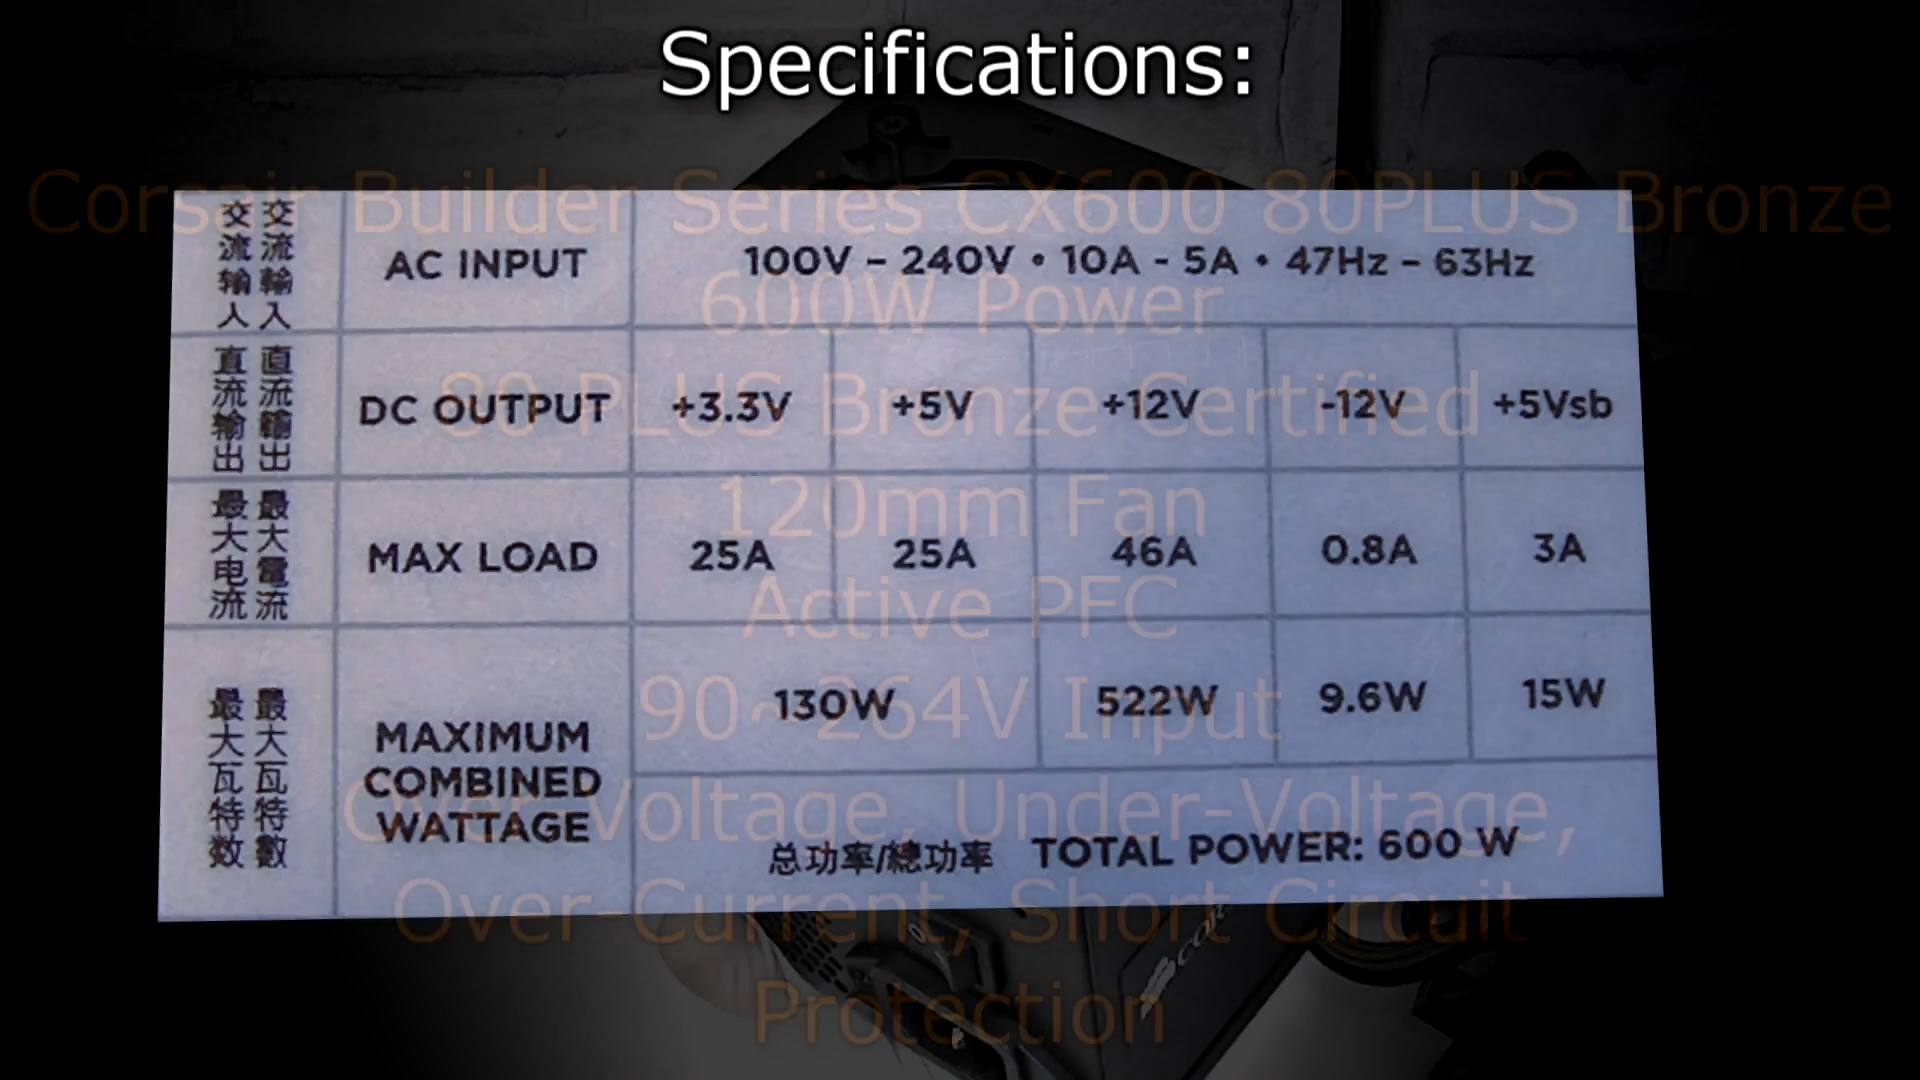 Specifications:
Corsair Builder Series CX600 80PLUS Bronze
600W Power
80 PLUS Bronze Certified
120mm Fan
Active PFC
90~264V Input
Over-Voltage, Under-Voltage,
Over-Current, Short Circuit
Protection
交流输入 交流輸入 AC INPUT 100V – 240V • 10A - 5A • 47Hz – 63Hz
直流输出 直流輸出 DC OUTPUT +3.3V +5V +12V -12V +5Vsb
最大电流 最大電流 MAX LOAD 25A 25A 46A 0.8A 3A
最大瓦特数 最大瓦特數 MAXIMUM COMBINED WATTAGE 130W 522W 9.6W 15W
总功率/總功率 TOTAL POWER: 600 W